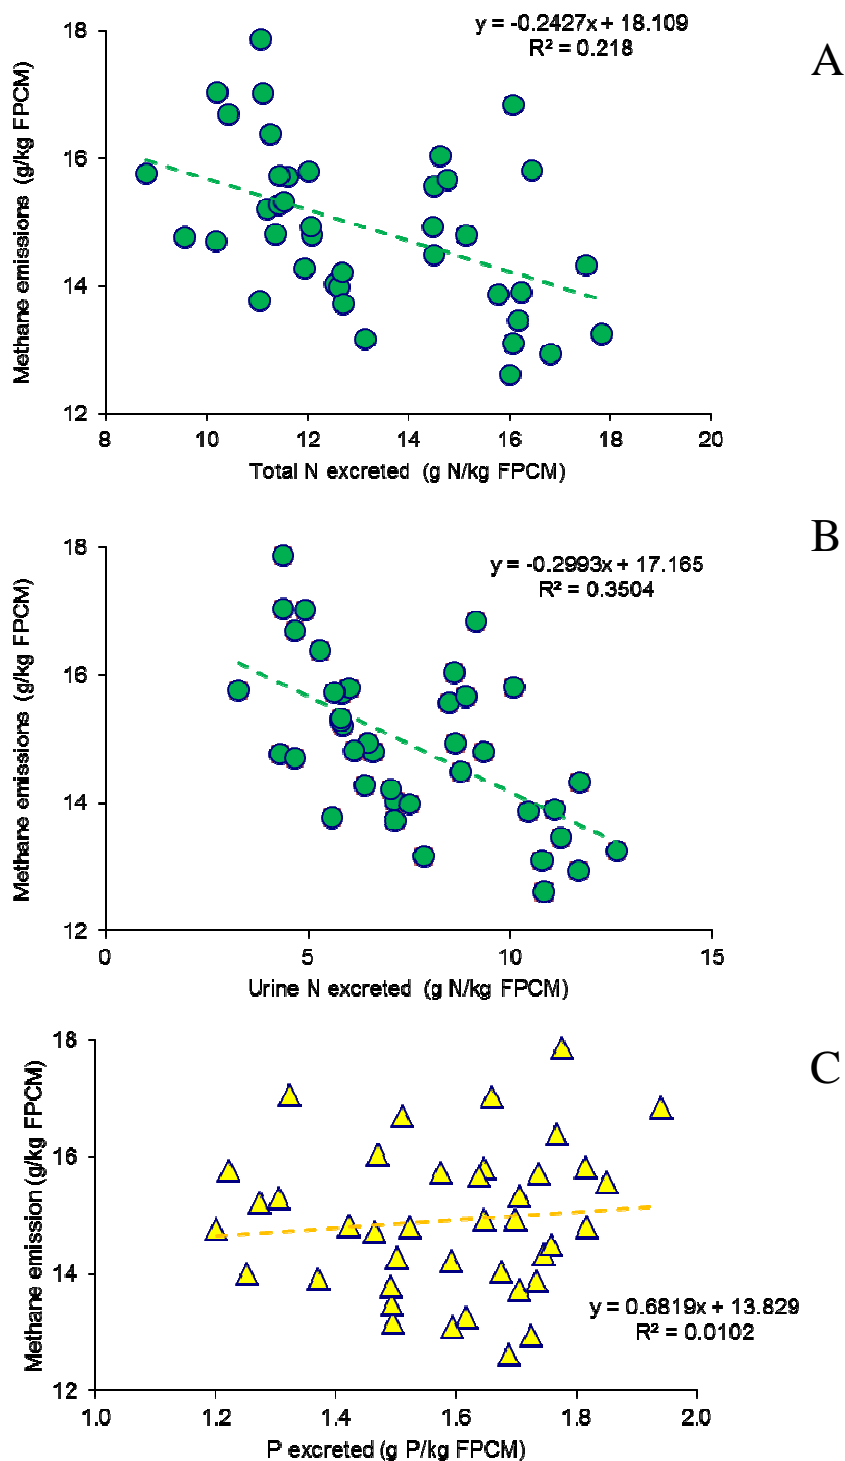 y = -0.2427x + 18.109
R² = 0.218
A
Methane emissions (g/kg FPCM)
18
16
14
12
8 10 12 14 16 18 20
Total N excreted (g N/kg FPCM)
B
y = -0.2993x + 17.165
R² = 0.3504
Methane emissions (g/kg FPCM)
18
16
14
12
0 5 10 15
Urine N excreted (g N/kg FPCM)
C
Methane emission (g/kg FPCM)
18
16
14
12
y = 0.6819x + 13.829
R² = 0.0102
1.0 1.2 1.4 1.6 1.8 2.0
P excreted (g P/kg FPCM)